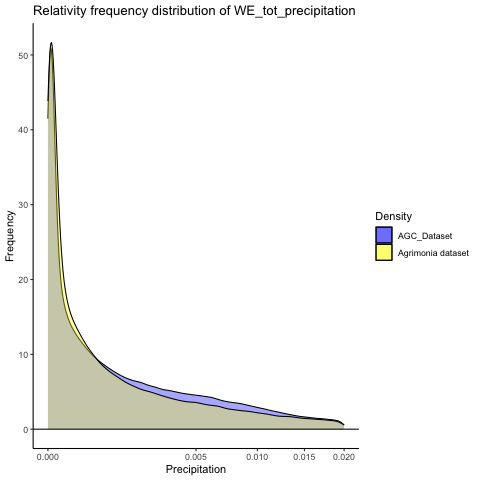 Relativity frequency distribution of WE_tot_precipitation
Frequency
50
40
30
20
10
0
0.000 0.005 0.010 0.015 0.020
Precipitation
Density
AGC_Dataset
Agrimonia dataset